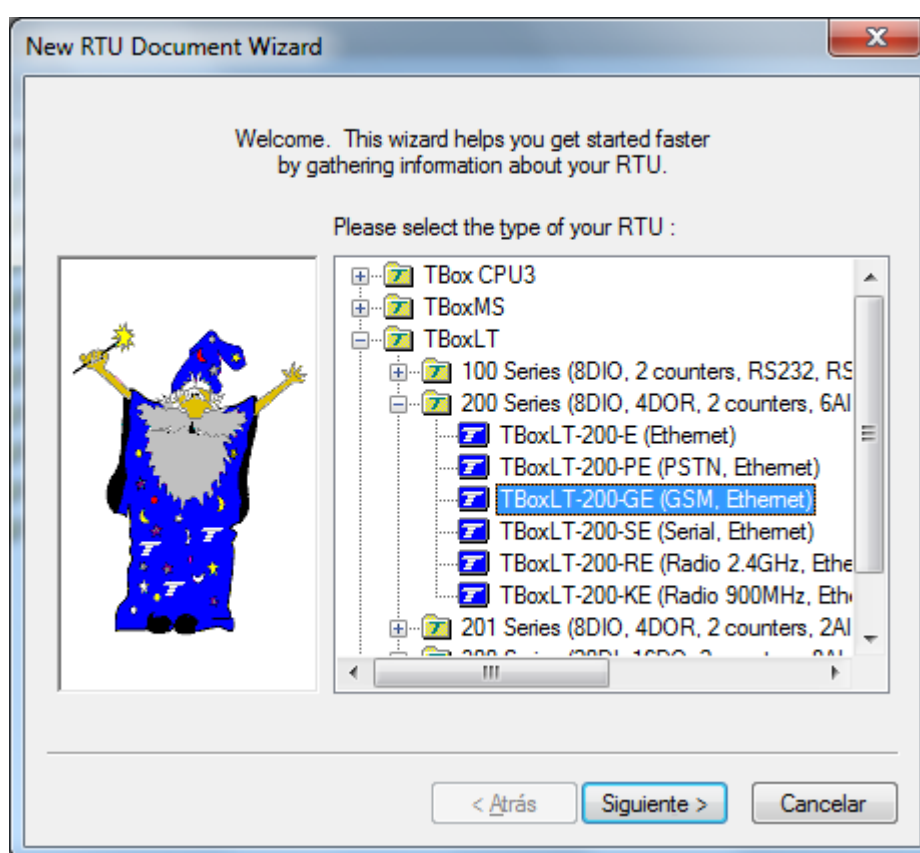 New RTU Document Wizard
Welcome. This wizard helps you get started faster
by gathering information about your RTU.
Please select the type of your RTU :
TBox CPU3
TBoxMS
TBoxLT
100 Series (8DIO, 2 counters, RS232, RS
200 Series (8DIO, 4DOR, 2 counters, 6AI
TBoxLT-200-E (Ethernet)
TBoxLT-200-PE (PSTN, Ethernet)
TBoxLT-200-GE (GSM, Ethernet)
TBoxLT-200-SE (Serial, Ethernet)
TBoxLT-200-RE (Radio 2.4GHz, Ethe
TBoxLT-200-KE (Radio 900MHz, Eth
201 Series (8DIO, 4DOR, 2 counters, 2AI
< Atrás
Siguiente >
Cancelar